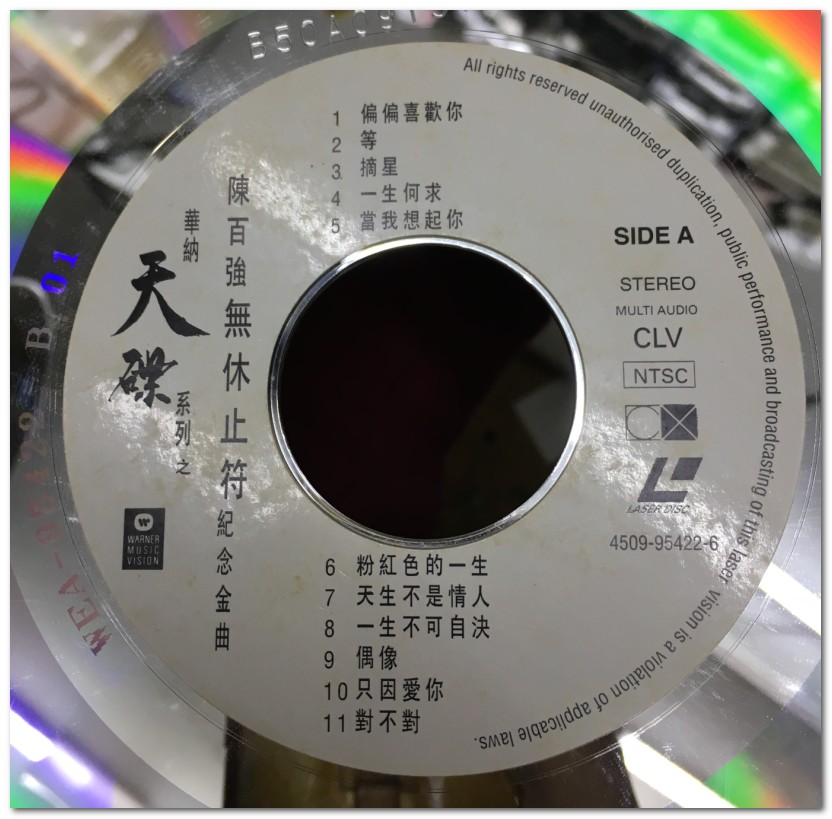 B5CA0915
All rights reserved unauthorised duplication, public performance and broadcasting of this laser vision is a violation of applicable laws.
1 偏偏喜歡你
2 等
3 摘星
4 一生何求
5 當我想起你
華納
天碟
系列之
陳百強無休止符紀念金曲
SIDE A
STEREO
MULTI AUDIO
CLV
NTSC
LASER DISC
4509-95422-6
W
WARNER
MUSIC
VISION
6 粉紅色的一生
7 天生不是情人
8 一生不可自決
9 偶像
10 只因愛你
11 對不對
WEA-95422 B 01